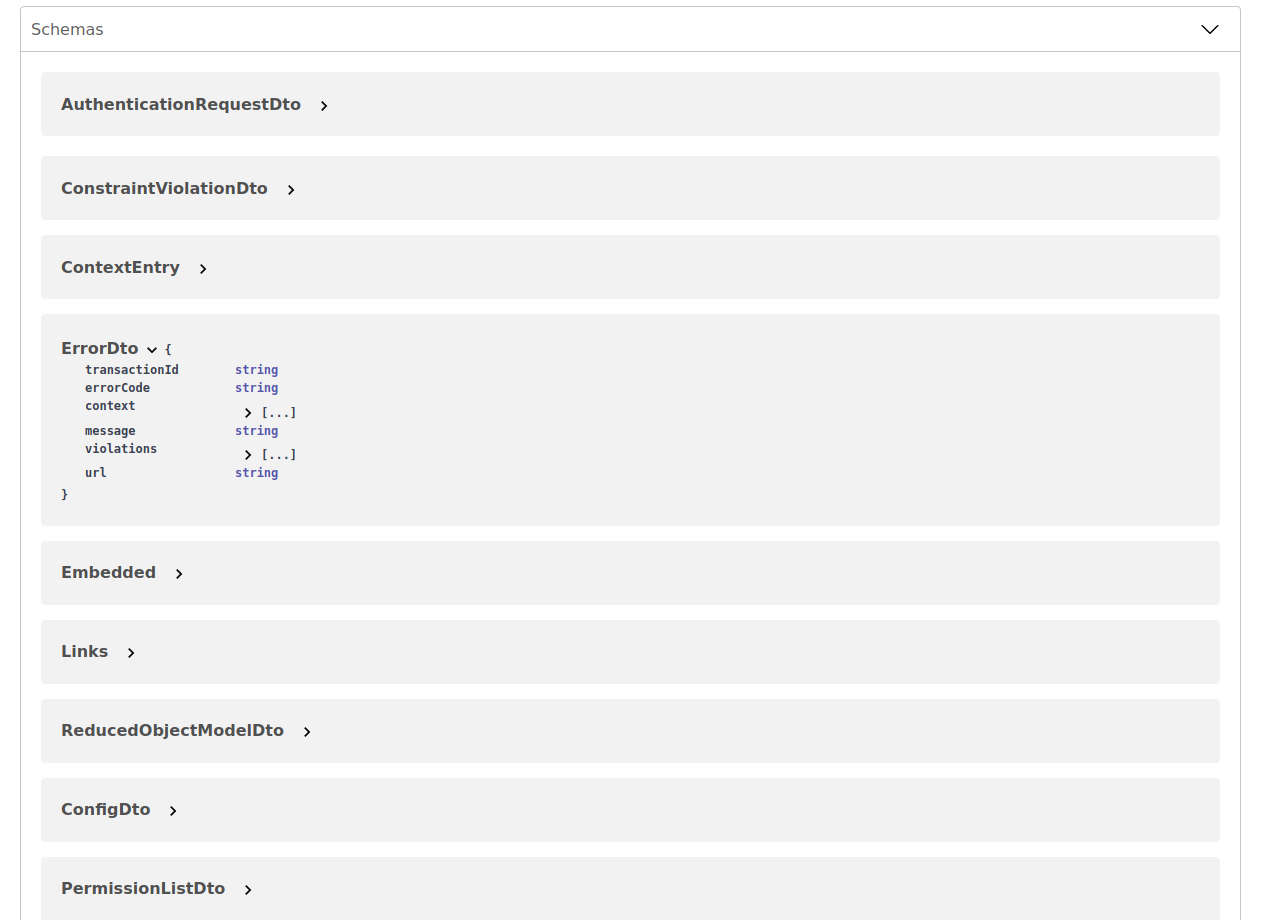 Schemas
AuthenticationRequestDto
ConstraintViolationDto
ContextEntry
ErrorDto {
transactionId string
errorCode string
context [...]
message string
violations [...]
url string
}
Embedded
Links
ReducedObjectModelDto
ConfigDto
PermissionListDto